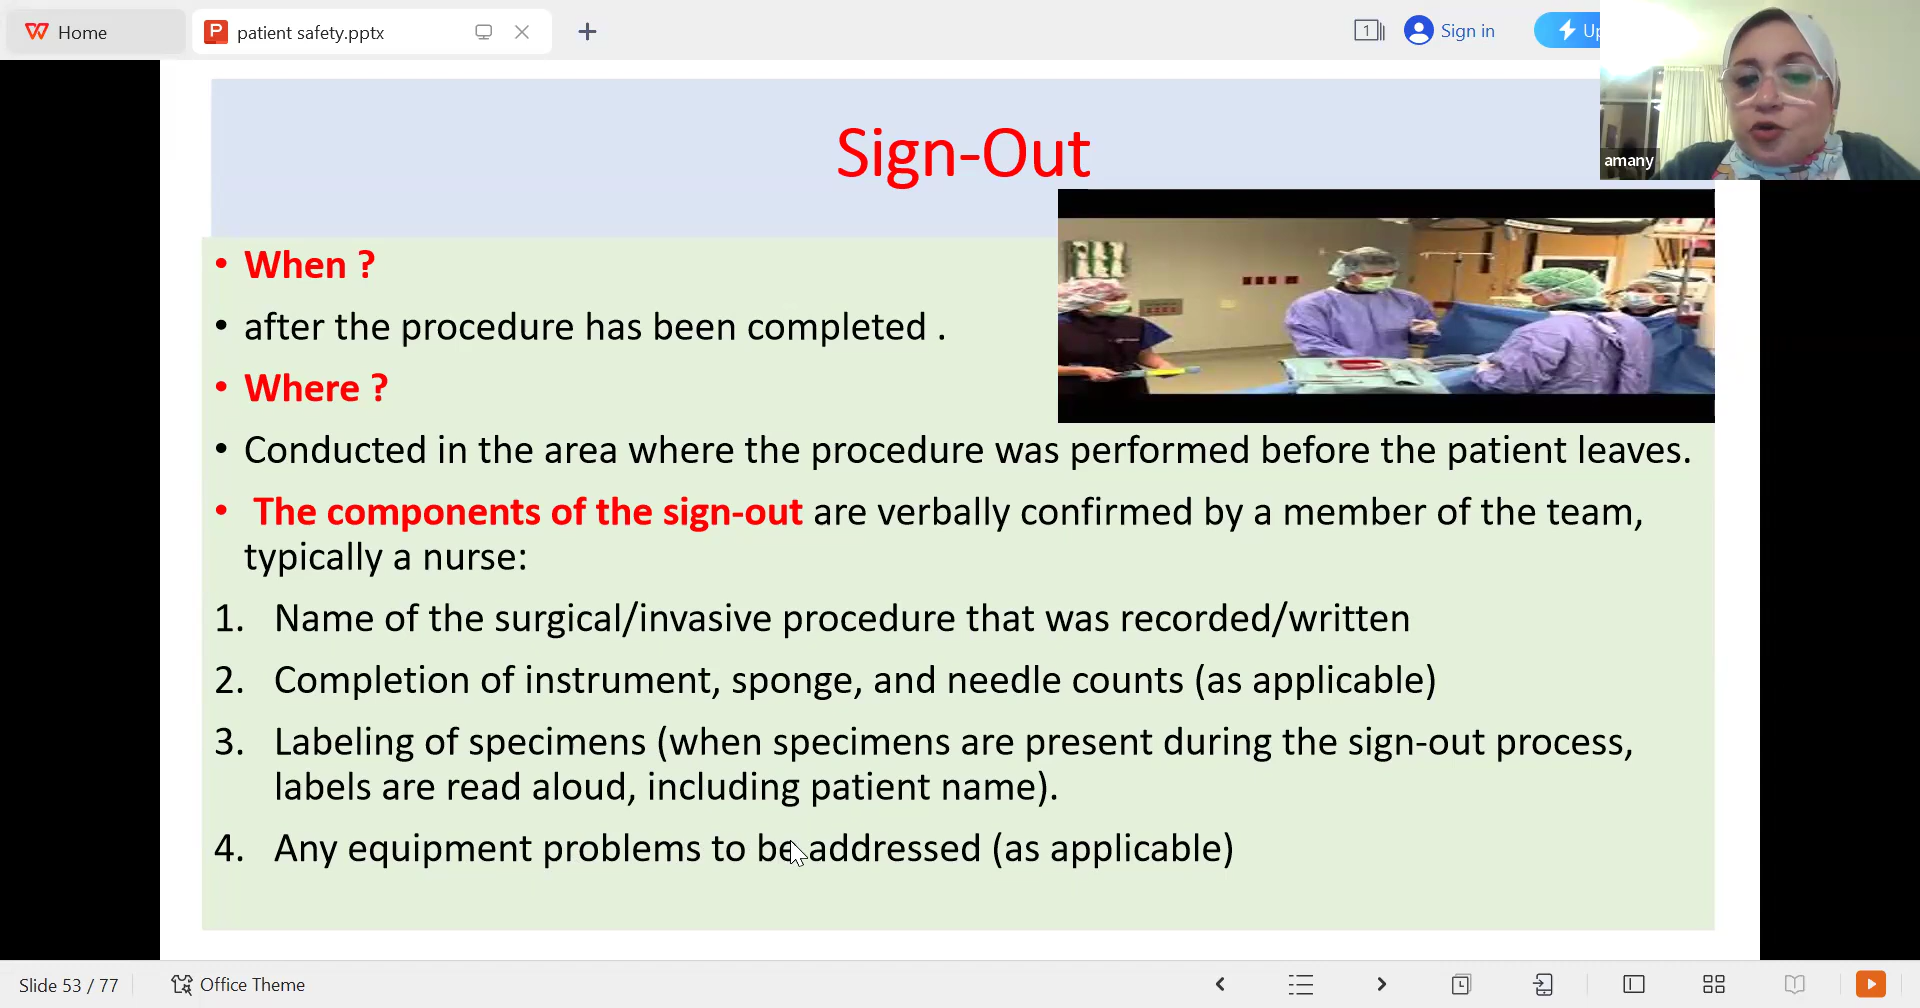 Home
patient safety.pptx
1
Sign in
amany
Sign-Out
• When ?
• after the procedure has been completed .
• Where ?
• Conducted in the area where the procedure was performed before the patient leaves.
• The components of the sign-out are verbally confirmed by a member of the team,
typically a nurse:
1. Name of the surgical/invasive procedure that was recorded/written
2. Completion of instrument, sponge, and needle counts (as applicable)
3. Labeling of specimens (when specimens are present during the sign-out process,
labels are read aloud, including patient name).
4. Any equipment problems to be addressed (as applicable)
Slide 53 / 77
Office Theme